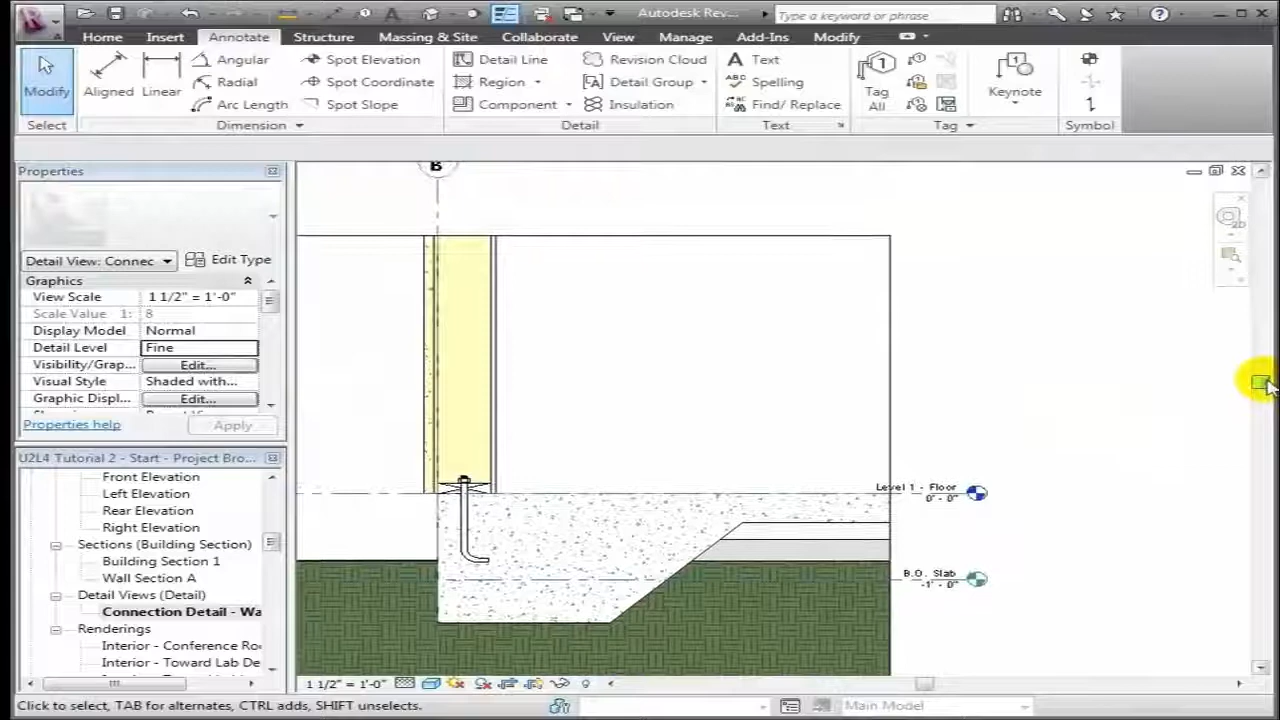 Autodesk Rev...
Type a keyword or phrase
Home Insert Annotate Structure Massing & Site Collaborate View Manage Add-Ins Modify
Modify
Aligned
Linear
Angular
Radial
Arc Length
Spot Elevation
Spot Coordinate
Spot Slope
Detail Line
Region
Component
Revision Cloud
Detail Group
Insulation
Text
Spelling
Find/ Replace
Tag
All
Keynote
Select
Dimension
Detail
Text
Tag
Symbol
Properties
Detail View: Connec
Edit Type
Graphics
View Scale 1 1/2" = 1'-0"
Scale Value 1: 8
Display Model Normal
Detail Level Fine
Visibility/Grap... Edit...
Visual Style Shaded with...
Graphic Displ... Edit...
Properties help
Apply
U2L4 Tutorial 2 - Start - Project Bro...
Front Elevation
Left Elevation
Rear Elevation
Right Elevation
Sections (Building Section)
Building Section 1
Wall Section A
Detail Views (Detail)
Connection Detail - Wa
Renderings
Interior - Conference Ro
Interior - Toward Lab De
B
2D
Level 1 - Floor
0' - 0"
B.O. Slab
-1' - 0"
1 1/2" = 1'-0"
Click to select, TAB for alternates, CTRL adds, SHIFT unselects.
Main Model